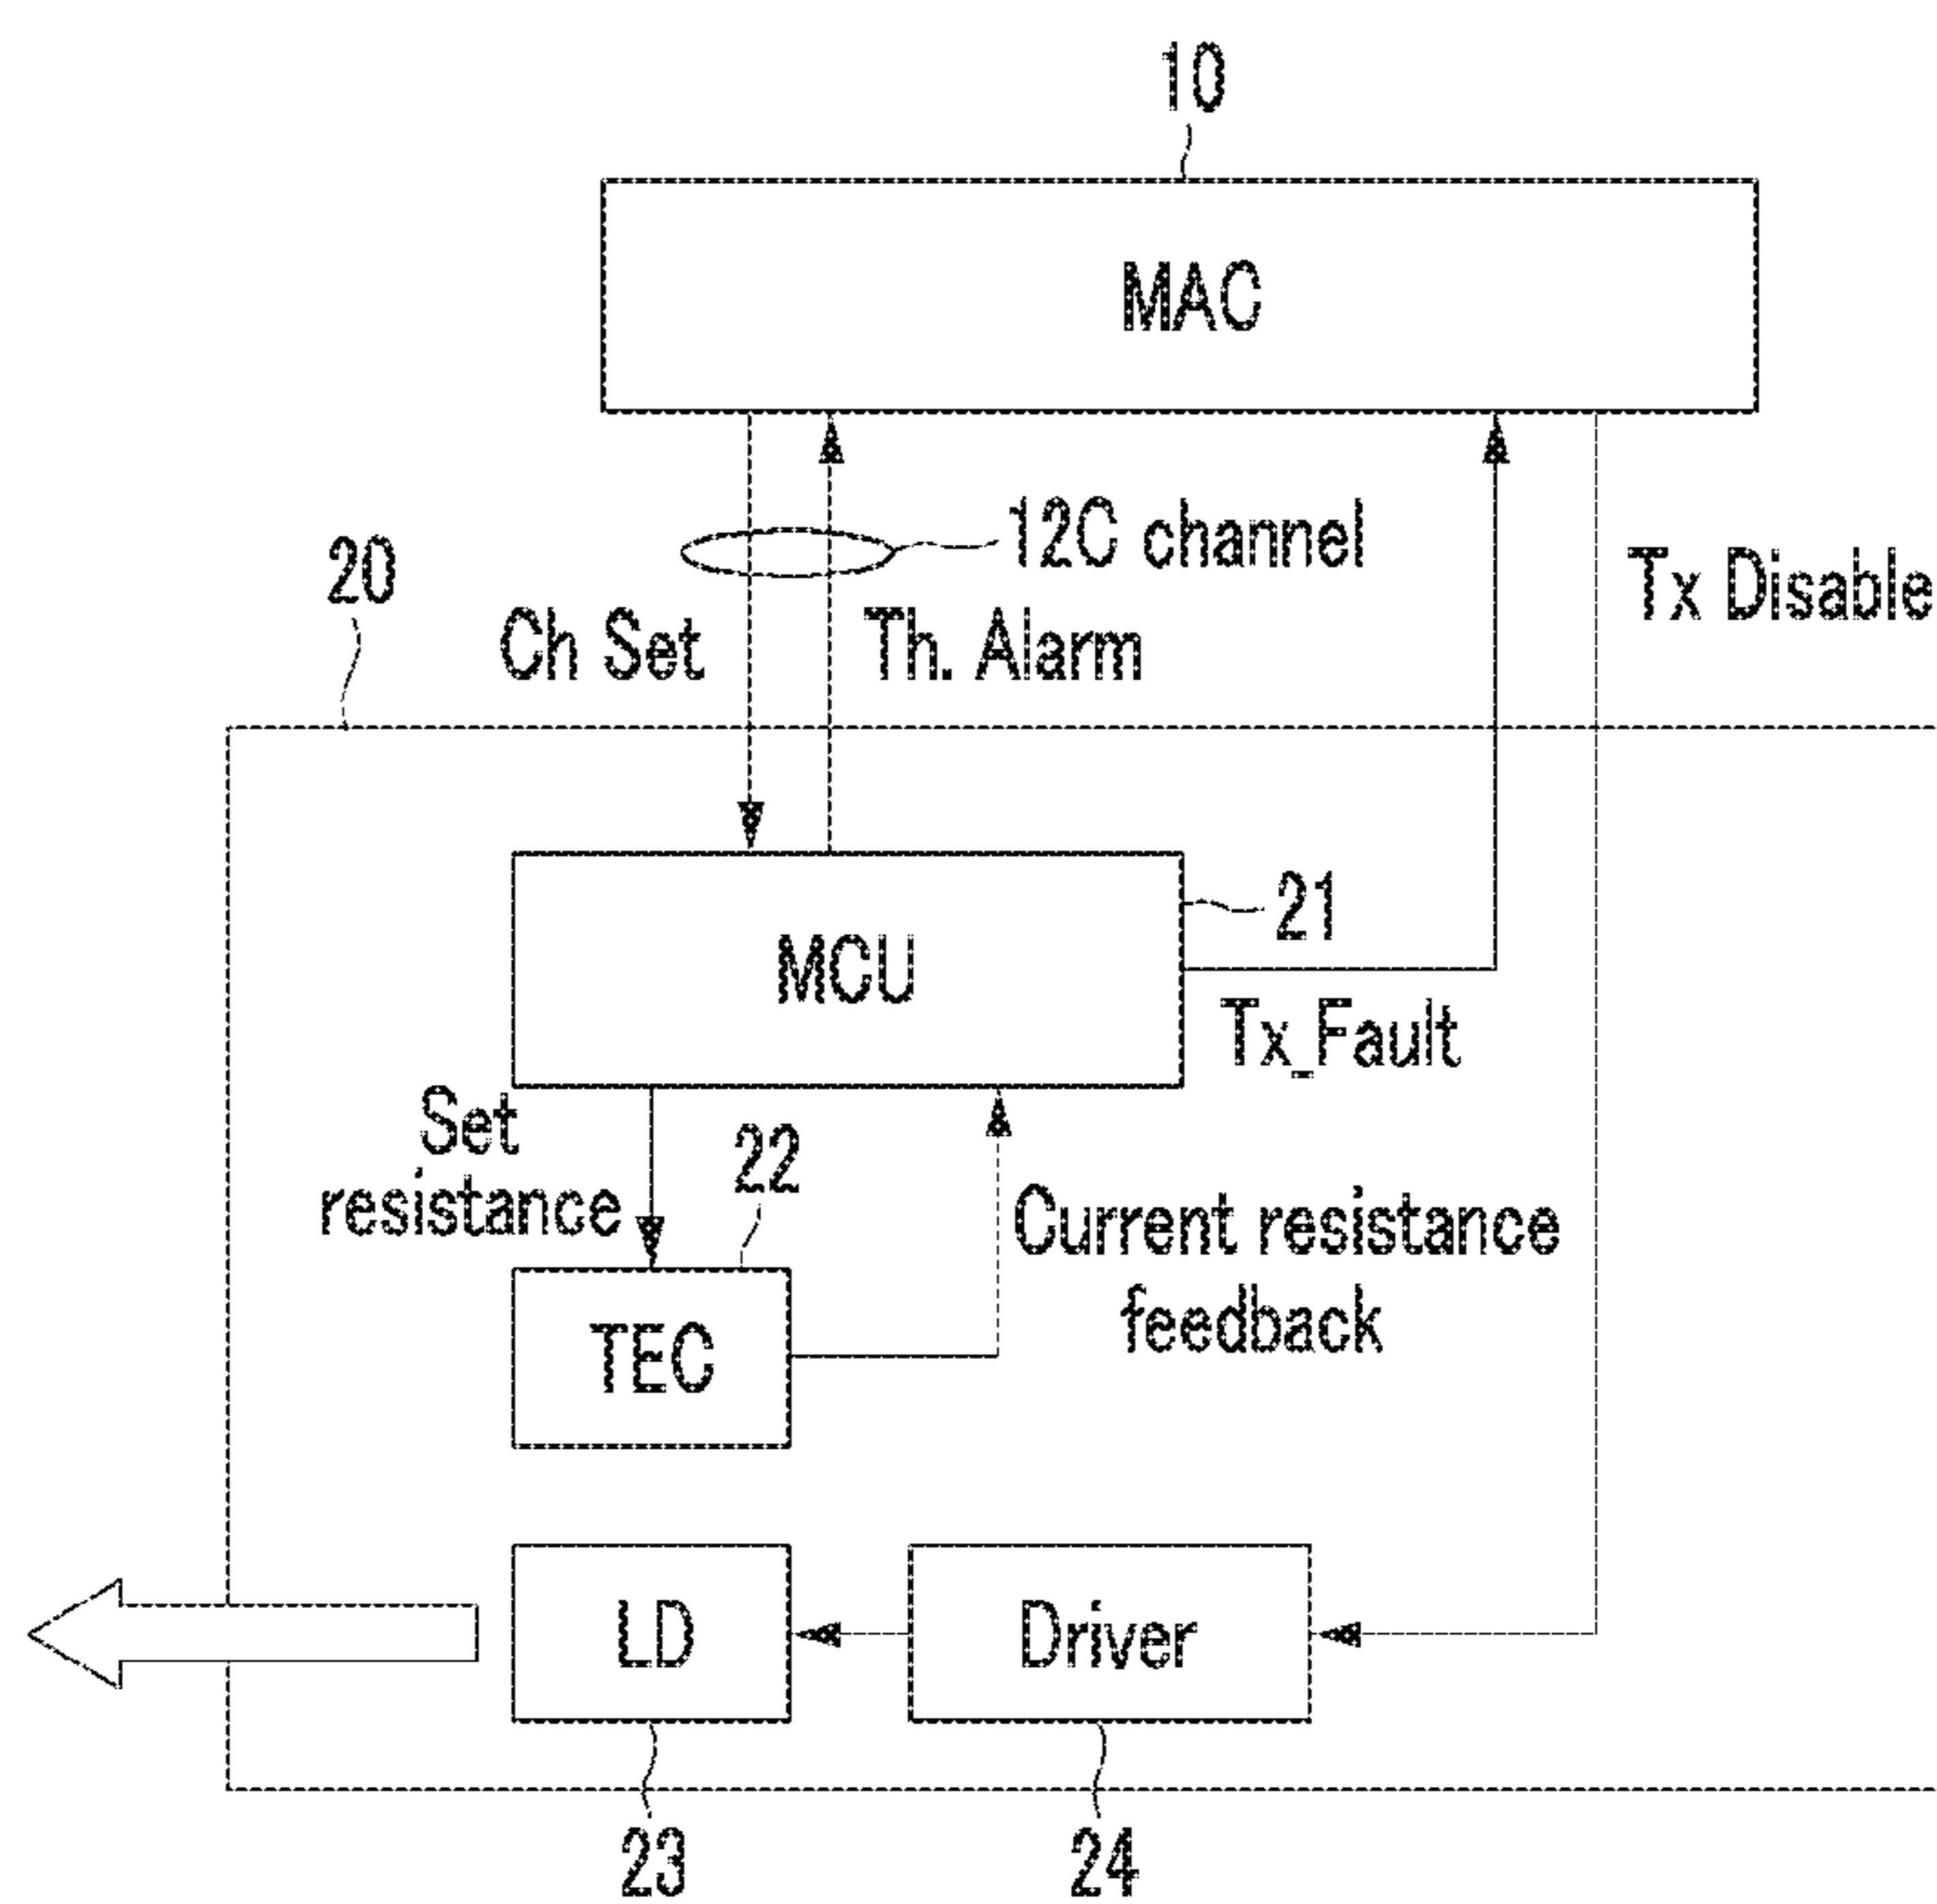 10
MAC
12C channel
20
Tx Disable
Ch Set
Th. Alarm
21
MCU
Tx_Fault
Set
resistance
22
Current resistance
feedback
TEC
LD
Driver
23
24